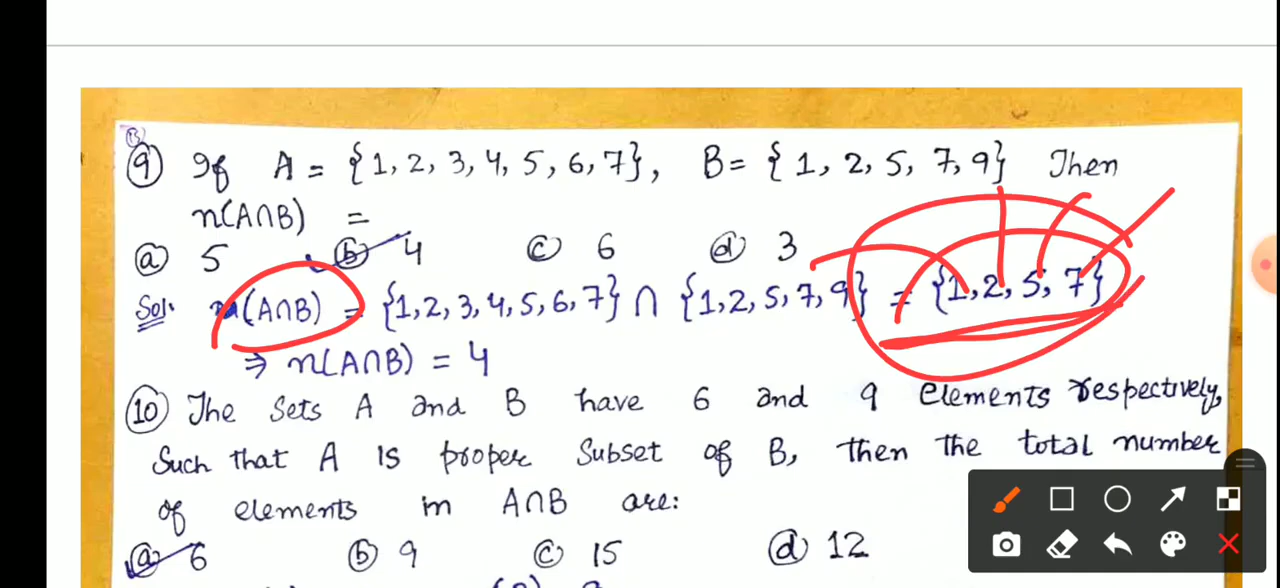 (9) If A = {1, 2, 3, 4, 5, 6, 7}, B = {1, 2, 5, 7, 9} Then
n(A∩B) =
(a) 5 (b) 4 (c) 6 (d) 3
Sol. (A∩B) = {1,2,3,4,5,6,7} ∩ {1,2,5,7,9} = {1,2,5,7}
⇒ n(A∩B) = 4
(10) The Sets A and B have 6 and 9 Elements respectively,
Such that A is proper Subset of B, then the total number
of elements in A∩B are:
(a) 6 (b) 9 (c) 15 (d) 12